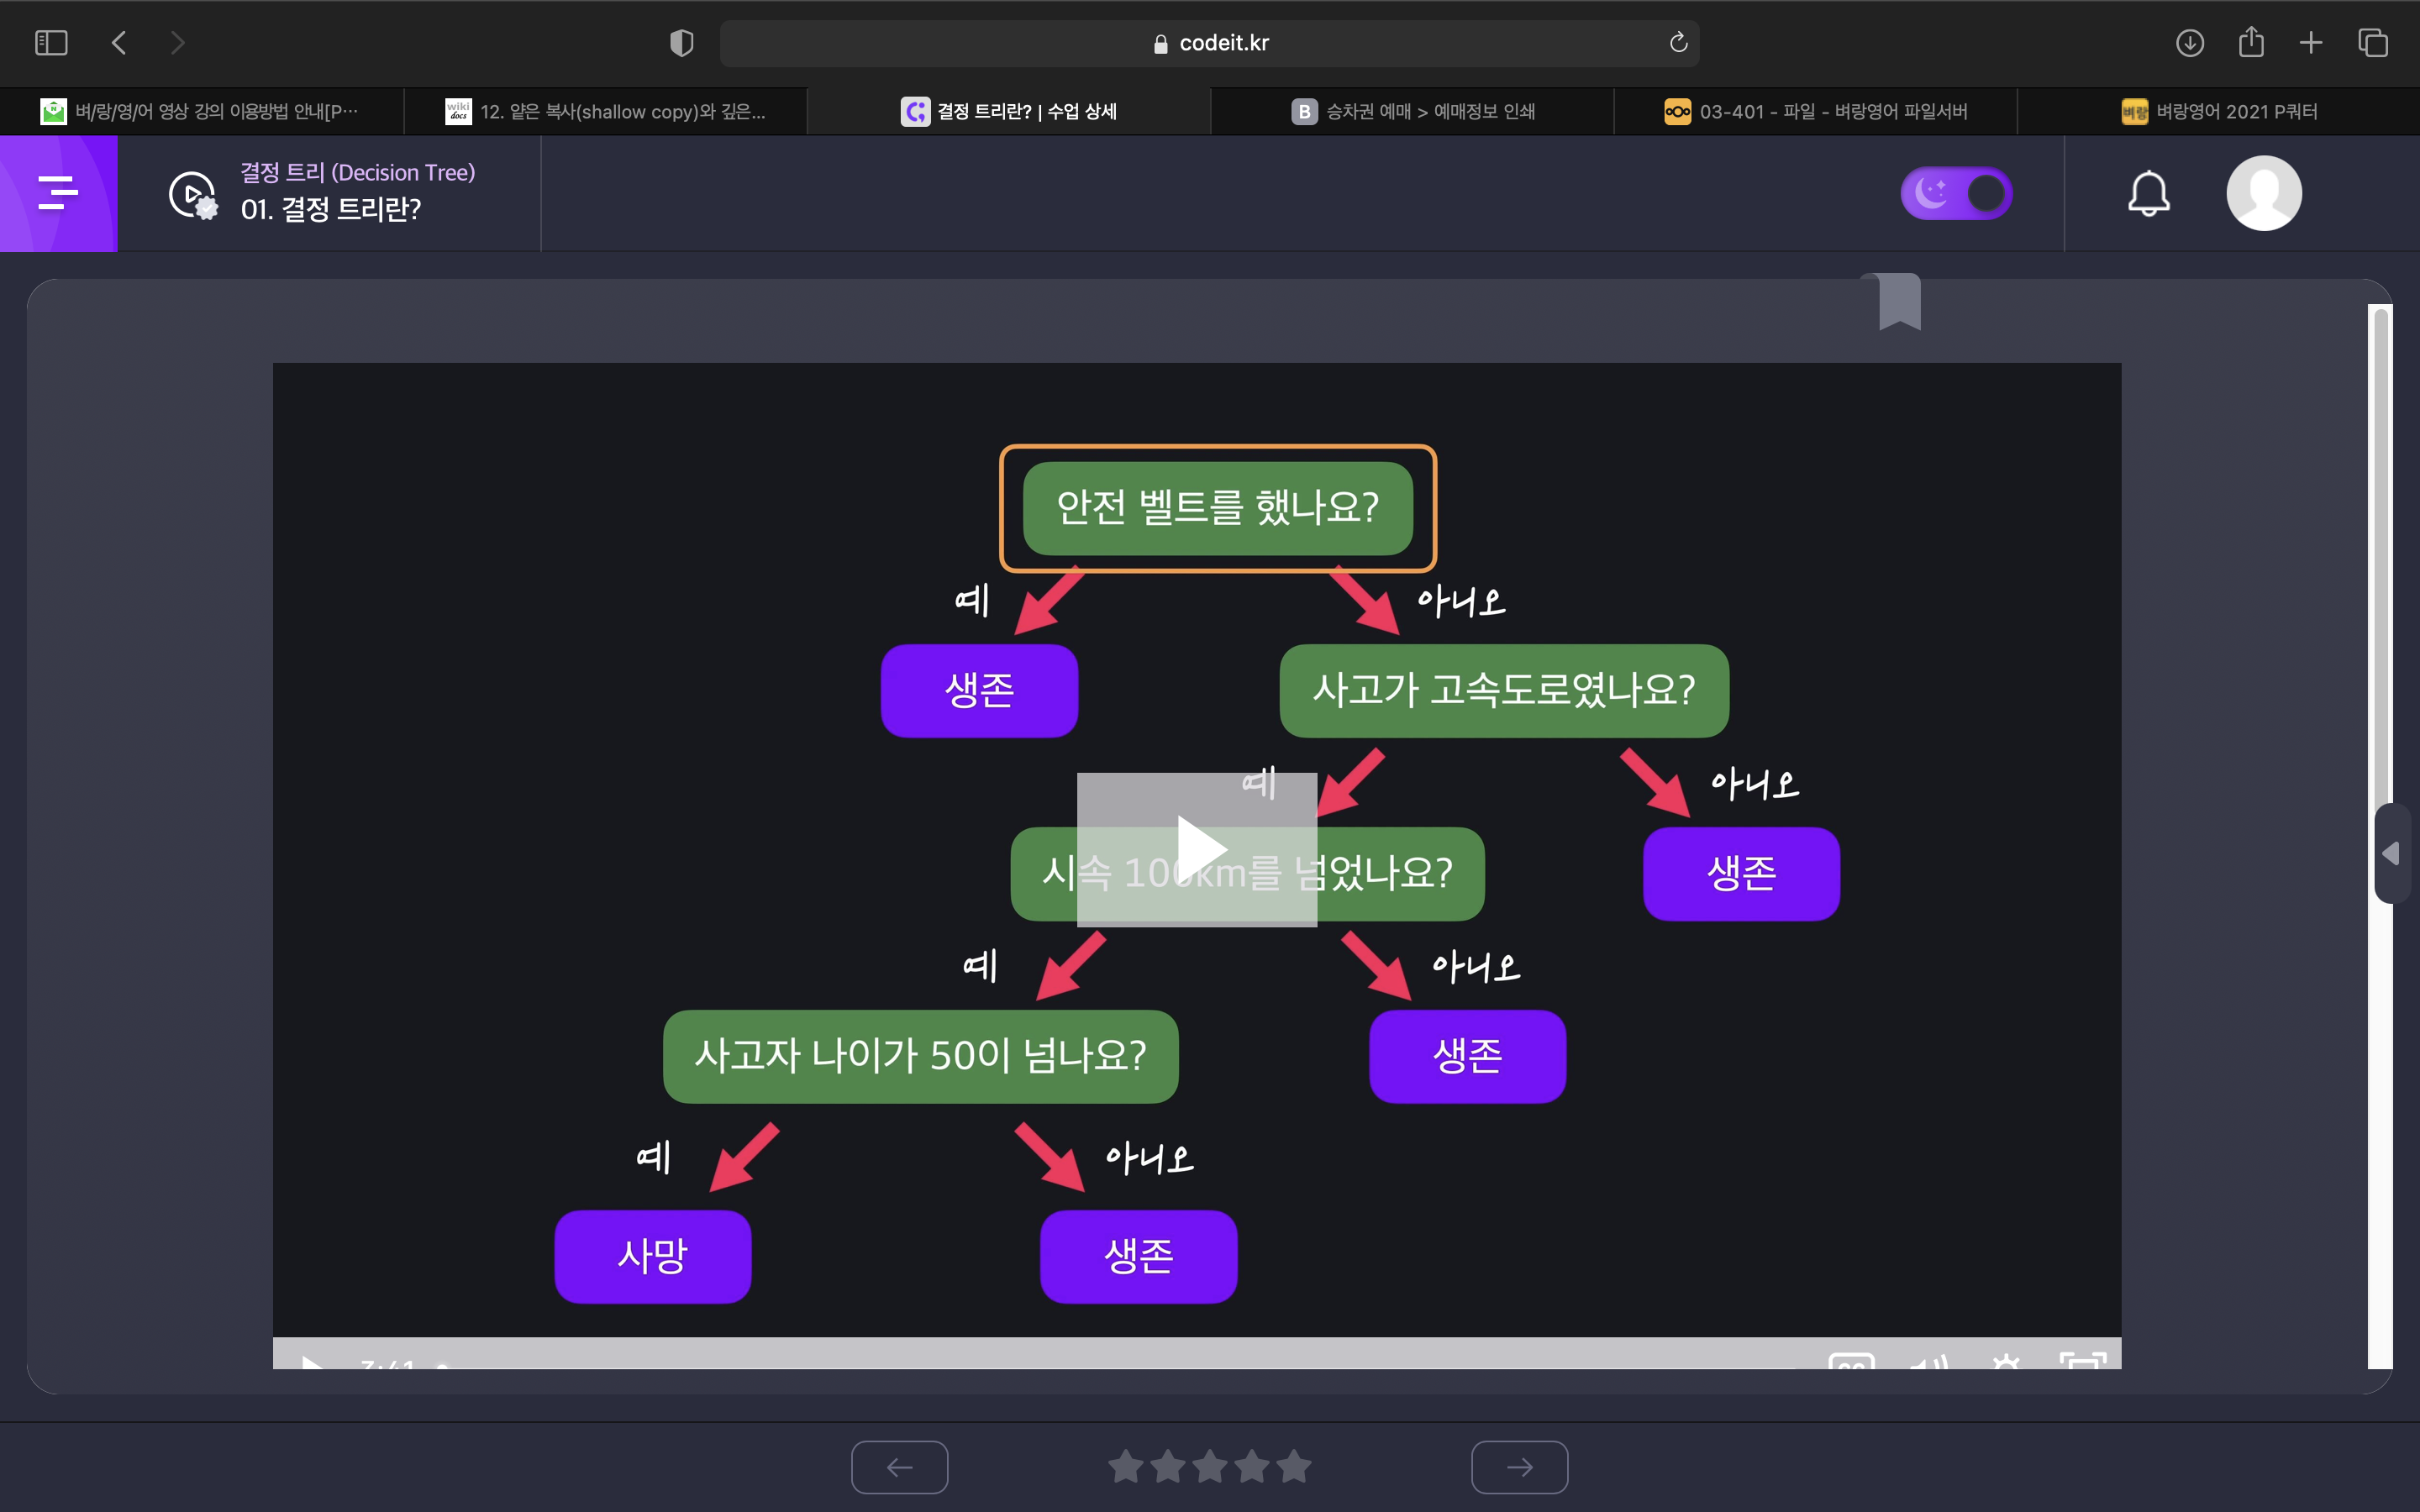 codeit.kr
벼/랑/영/어 영상 강의 이용방법 안내[P…
wiki docs
12. 얕은 복사(shallow copy)와 깊은...
결정 트리란? | 수업 상세
B
승차권 예매 > 예매정보 인쇄
03-401 - 파일 - 벼랑영어 파일서버
벼랑
벼랑영어 2021 P쿼터
결정 트리 (Decision Tree)
01. 결정 트리란?
안전 벨트를 했나요?
예
아니오
생존
사고가 고속도로였나요?
예
아니오
시속 100km를 넘었나요?
생존
예
아니오
사고자 나이가 50이 넘나요?
생존
예
아니오
사망
생존